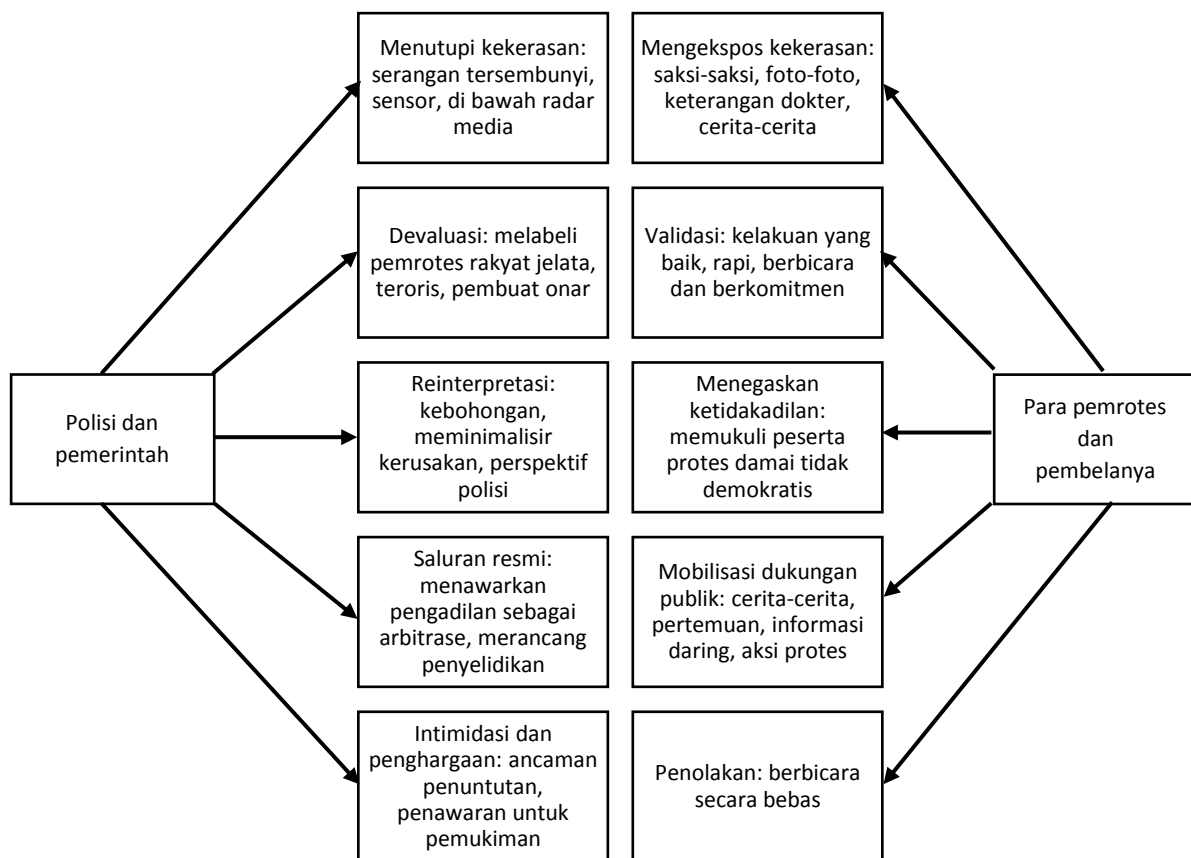 Menutupi kekerasan:
serangan tersembunyi,
sensor, di bawah radar
media
Mengekspos kekerasan:
saksi-saksi, foto-foto,
keterangan dokter,
cerita-cerita
Devaluasi: melabeli
pemrotes rakyat jelata,
teroris, pembuat onar
Validasi: kelakuan yang
baik, rapi, berbicara
dan berkomitmen
Polisi dan
pemerintah
Reinterpretasi:
kebohongan,
meminimalisir
kerusakan, perspektif
polisi
Menegaskan
ketidakadilan:
memukuli peserta
protes damai tidak
demokratis
Para pemrotes
dan
pembelanya
Saluran resmi:
menawarkan
pengadilan sebagai
arbitrase, merancang
penyelidikan
Mobilisasi dukungan
publik: cerita-cerita,
pertemuan, informasi
daring, aksi protes
Intimidasi dan
penghargaan: ancaman
penuntutan,
penawaran untuk
pemukiman
Penolakan: berbicara
secara bebas